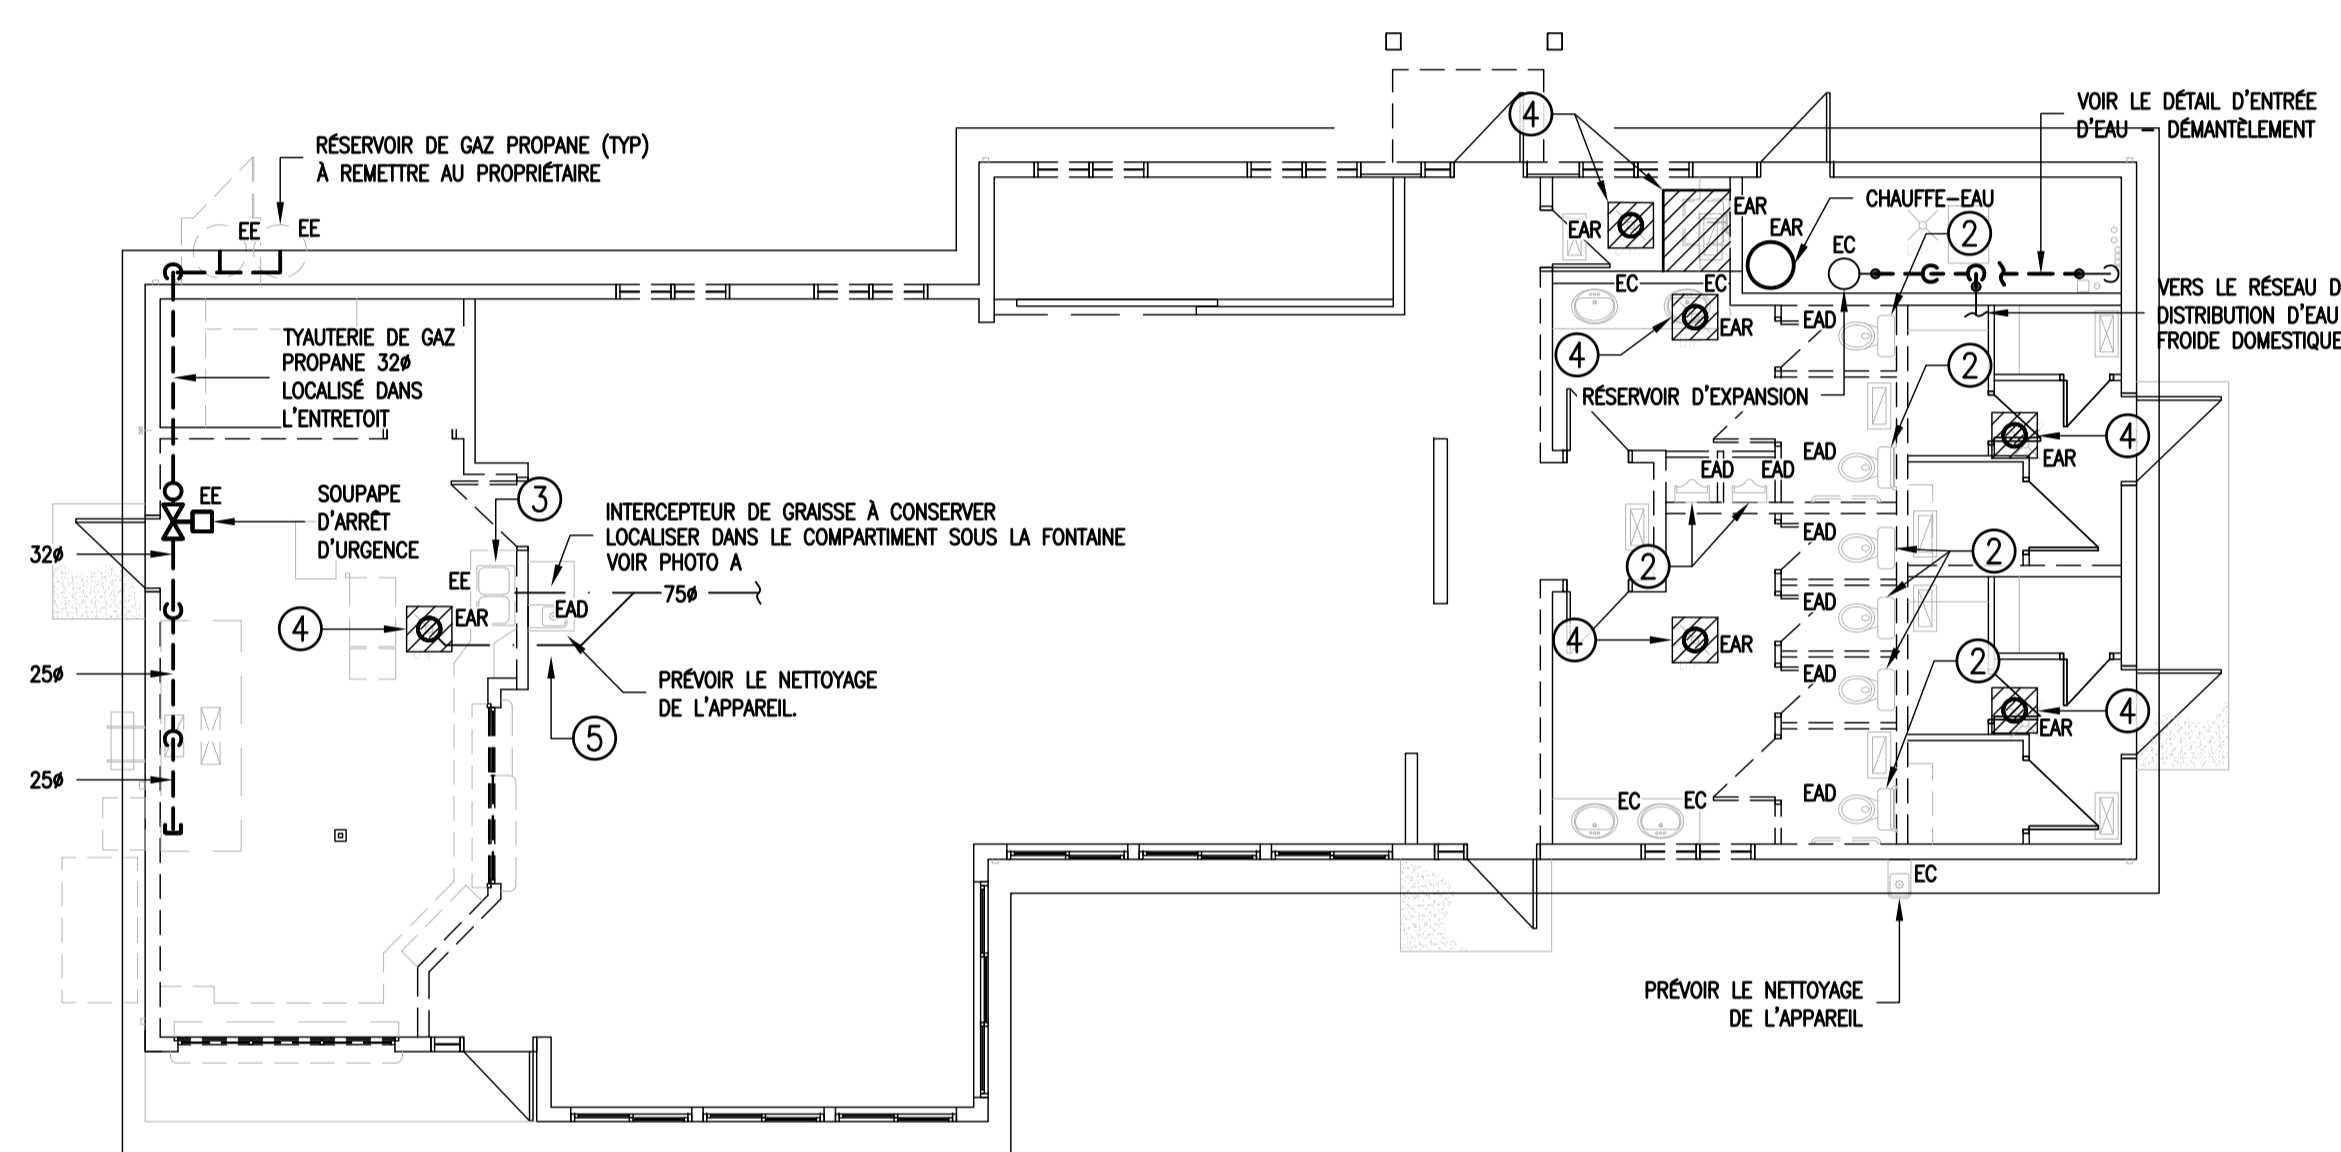 RÉSERVOIR DE GAZ PROPANE (TYP)
À REMETTRE AU PROPRIÉTAIRE
EE
EE
4
VOIR LE DÉTAIL D'ENTRÉE
D'EAU – DÉMANTÈLEMENT
EAR
EAR
CHAUFFE-EAU
EAR
EC
2
EC
EC
VERS LE RÉSEAU D
DISTRIBUTION D'EAU
FROIDE DOMESTIQUE
TYAUTERIE DE GAZ
PROPANE 32ø
LOCALISÉ DANS
L'ENTRETOIT
EAR
4
EAD
2
RÉSERVOIR D'EXPANSION
4
EAR
EAD
EAD
EAD
EE
SOUPAPE
D'ARRÊT
D'URGENCE
3
INTERCEPTEUR DE GRAISSE À CONSERVER
LOCALISER DANS LE COMPARTIMENT SOUS LA FONTAINE
VOIR PHOTO A
32ø
EAD
2
2
EE
75ø
EAD
EAD
4
EAR
4
EAR
25ø
PRÉVOIR LE NETTOYAGE
DE L'APPAREIL.
EAD
2
4
EAR
5
25ø
EC
EC
EAD
EC
PRÉVOIR LE NETTOYAGE
DE L'APPAREIL